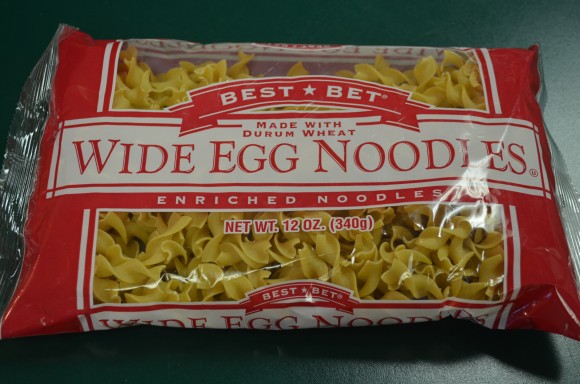 BEST ★ BET®
MADE WITH
DURUM WHEAT
WIDE EGG NOODLES
ENRICHED NOODLES
NET WT. 12 OZ. (340g)
BEST ★ BET®
WIDE EGG NOODLES